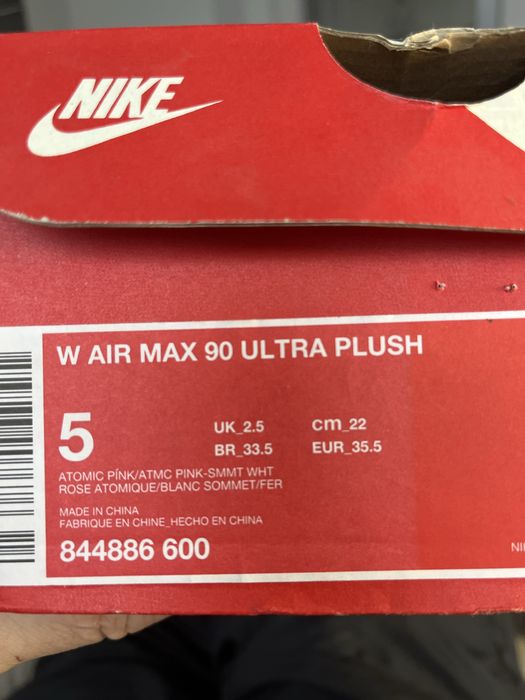 NIKE
W AIR MAX 90 ULTRA PLUSH
5
UK_2.5
cm_22
BR_33.5
EUR_35.5
ATOMIC PÍNK/ATMC PINK-SMMT WHT
ROSE ATOMIQUE/BLANC SOMMET/FER
MADE IN CHINA
FABRIQUE EN CHINE_HECHO EN CHINA
844886 600